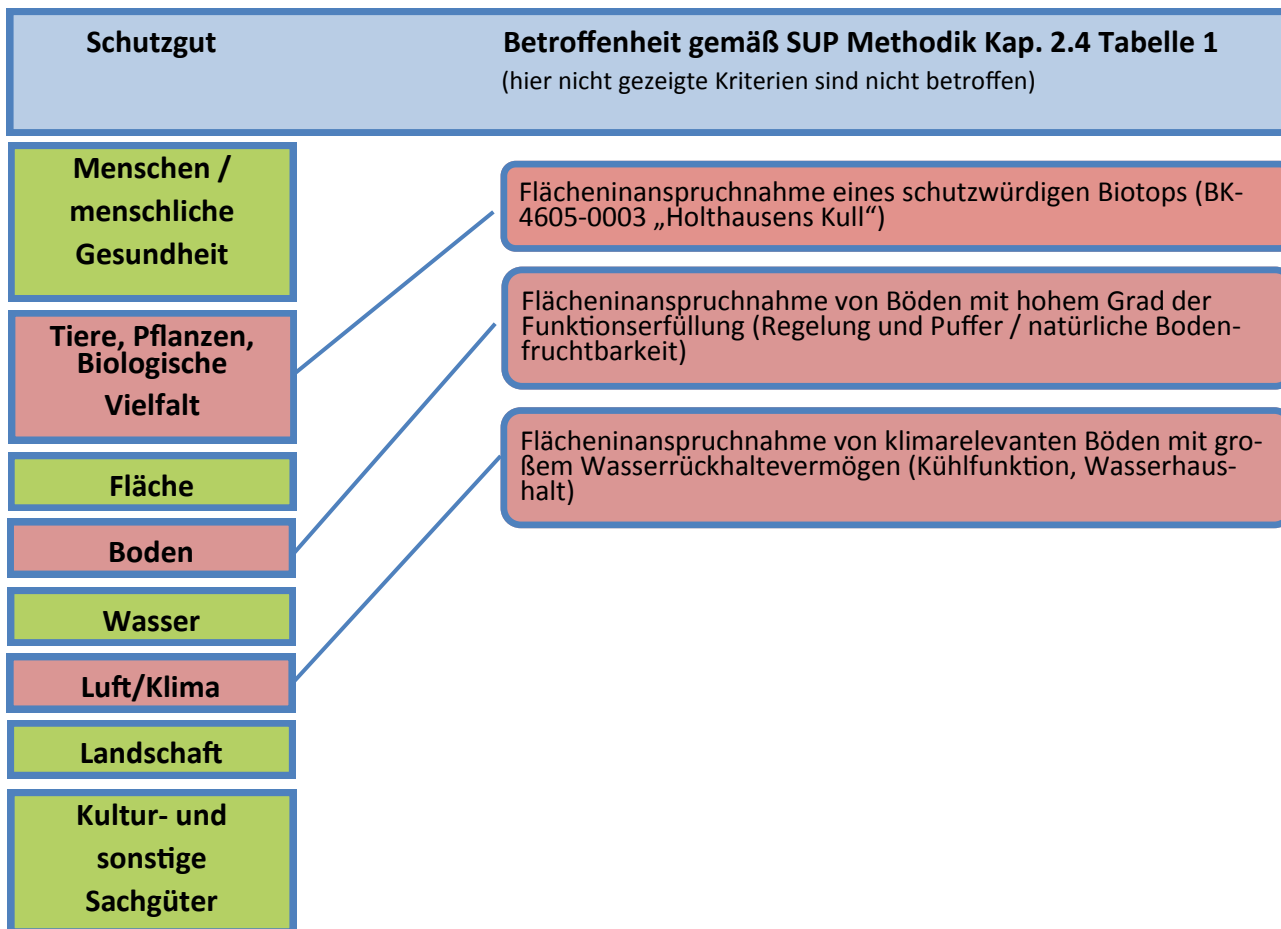 Schutzgut
Betroffenheit gemäß SUP Methodik Kap. 2.4 Tabelle 1
(hier nicht gezeigte Kriterien sind nicht betroffen)
Menschen /
menschliche
Gesundheit
Tiere, Pflanzen,
Biologische
Vielfalt
Fläche
Boden
Wasser
Luft/Klima
Landschaft
Kultur- und
sonstige
Sachgüter
Flächeninanspruchnahme eines schutzwürdigen Biotops (BK-
4605-0003 „Holthausens Kull“)
Flächeninanspruchnahme von Böden mit hohem Grad der
Funktionserfüllung (Regelung und Puffer / natürliche Boden-
fruchtbarkeit)
Flächeninanspruchnahme von klimarelevanten Böden mit gro-
ßem Wasserrückhaltevermögen (Kühlfunktion, Wasserhaus-
halt)